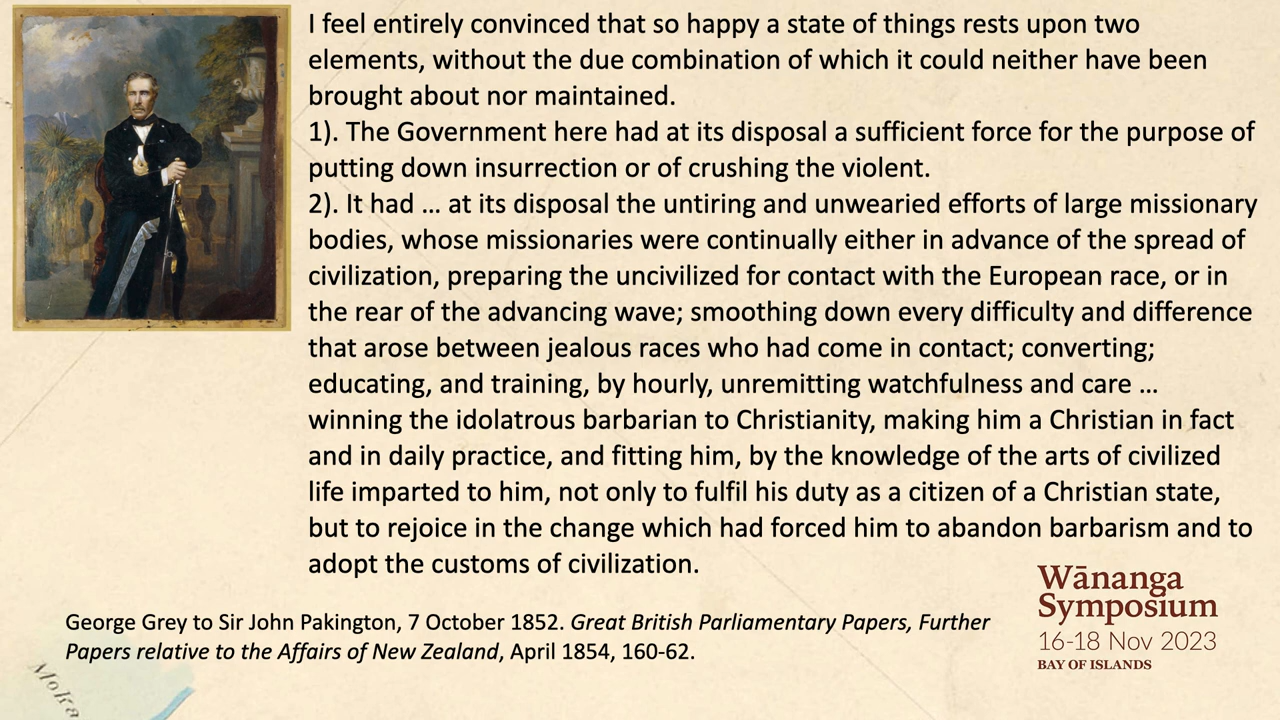 I feel entirely convinced that so happy a state of things rests upon two
elements, without the due combination of which it could neither have been
brought about nor maintained.
1). The Government here had at its disposal a sufficient force for the purpose of
putting down insurrection or of crushing the violent.
2). It had … at its disposal the untiring and unwearied efforts of large missionary
bodies, whose missionaries were continually either in advance of the spread of
civilization, preparing the uncivilized for contact with the European race, or in
the rear of the advancing wave; smoothing down every difficulty and difference
that arose between jealous races who had come in contact; converting;
educating, and training, by hourly, unremitting watchfulness and care …
winning the idolatrous barbarian to Christianity, making him a Christian in fact
and in daily practice, and fitting him, by the knowledge of the arts of civilized
life imparted to him, not only to fulfil his duty as a citizen of a Christian state,
but to rejoice in the change which had forced him to abandon barbarism and to
adopt the customs of civilization.
George Grey to Sir John Pakington, 7 October 1852. Great British Parliamentary Papers, Further
Papers relative to the Affairs of New Zealand, April 1854, 160-62.
Wānanga
Symposium
16-18 Nov 2023
BAY OF ISLANDS
Moka